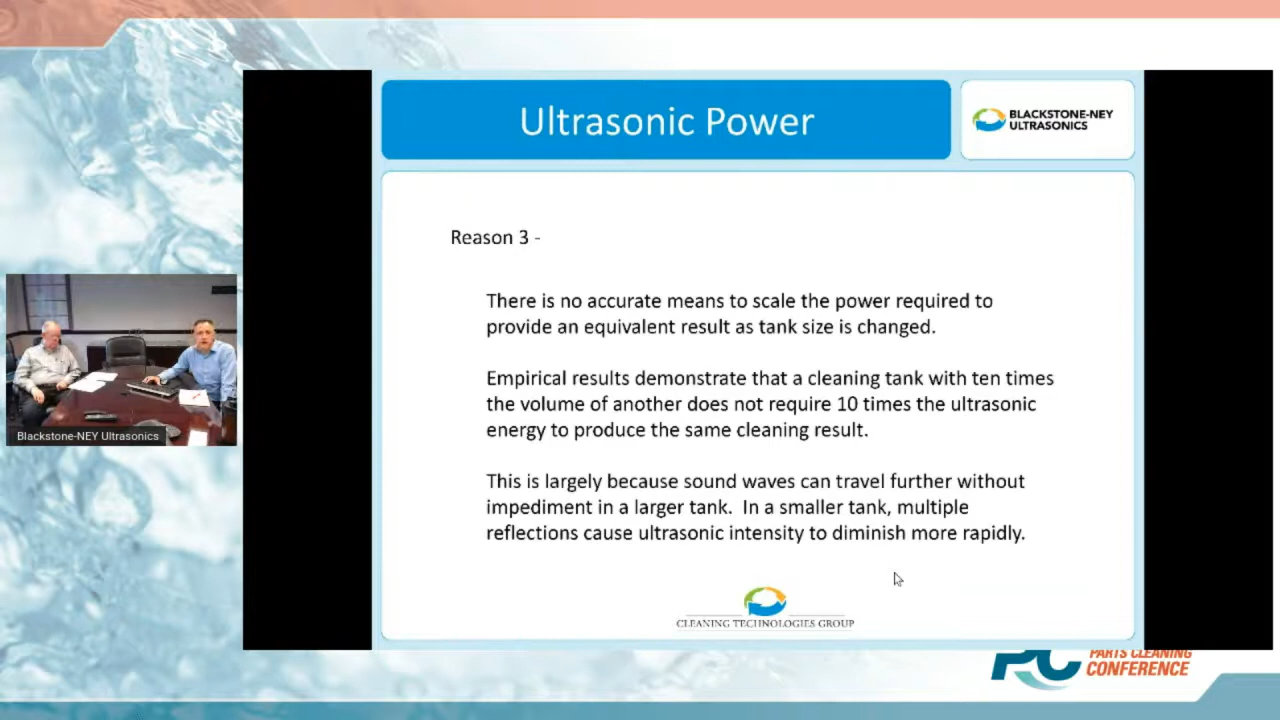 Ultrasonic Power
BLACKSTONE-NEY
ULTRASONICS
Reason 3 -
There is no accurate means to scale the power required to
provide an equivalent result as tank size is changed.
Empirical results demonstrate that a cleaning tank with ten times
the volume of another does not require 10 times the ultrasonic
energy to produce the same cleaning result.
This is largely because sound waves can travel further without
impediment in a larger tank. In a smaller tank, multiple
reflections cause ultrasonic intensity to diminish more rapidly.
CLEANING TECHNOLOGIES GROUP
Blackstone-NEY Ultrasonics
PC
PARTS CLEANING
CONFERENCE